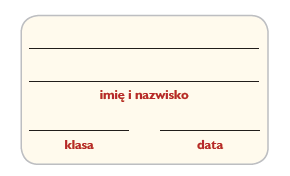 imię i nazwisko
klasa data